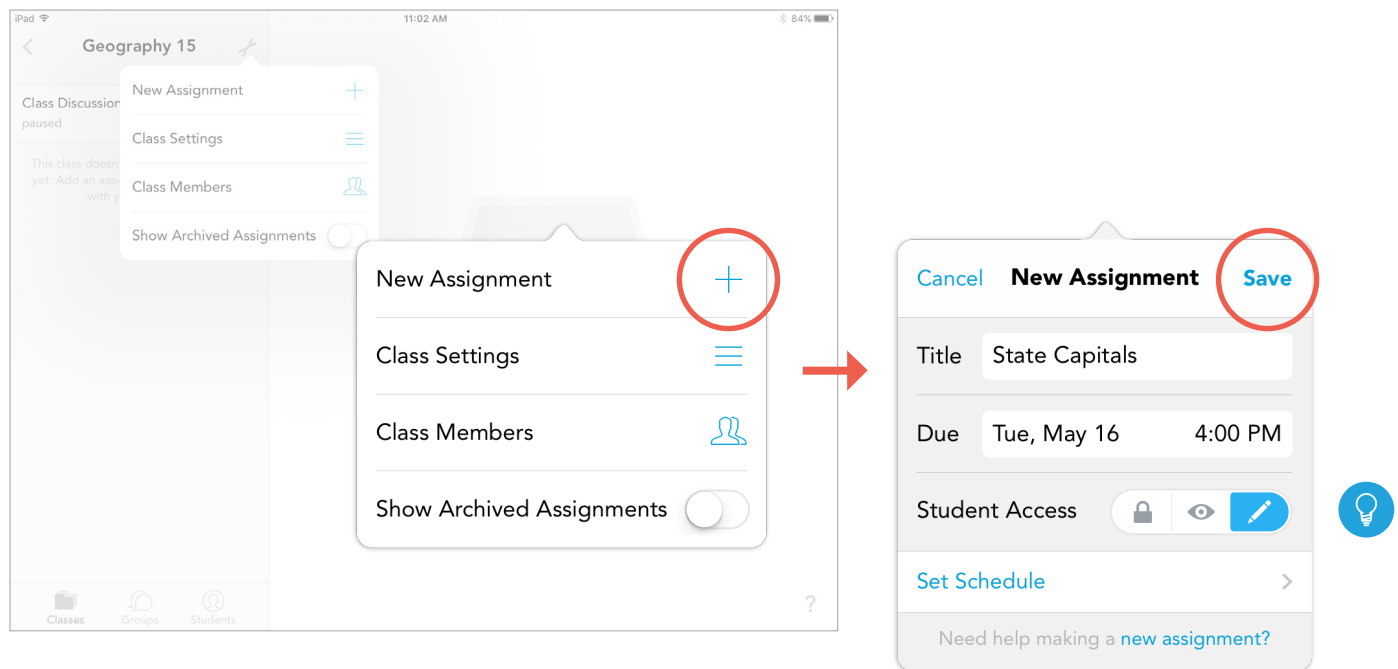 iPad 11:02 AM 84%
Geography 15
New Assignment
Class Discussion
paused
Class Settings
This class doesn'
yet. Add an assi
with y
Class Members
Show Archived Assignments
New Assignment
Class Settings
Class Members
Show Archived Assignments
Classes Groups Students
?
Cancel New Assignment Save
Title State Capitals
Due Tue, May 16 4:00 PM
Student Access
Set Schedule
Need help making a new assignment?